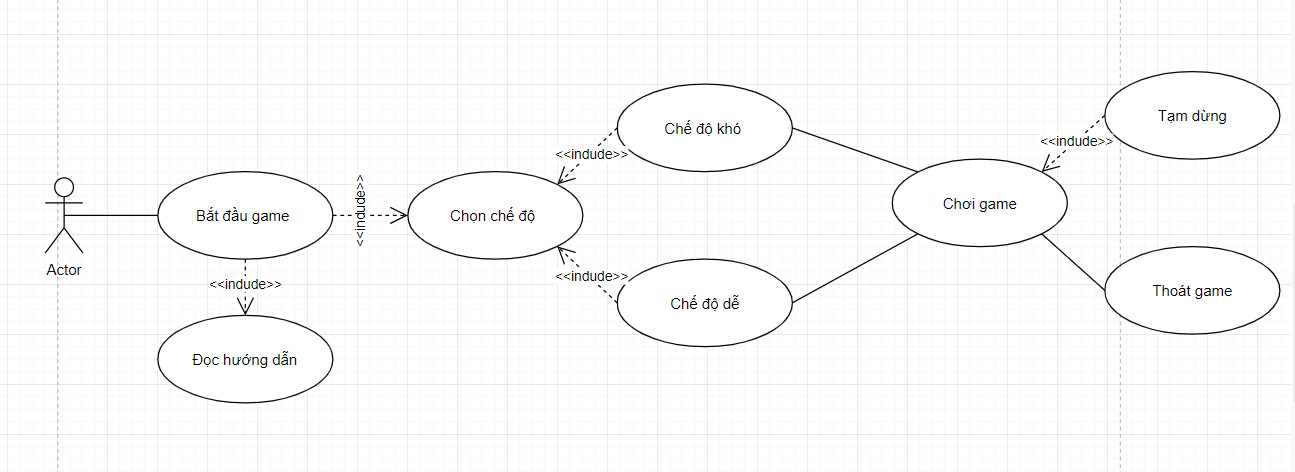 Chế độ khó
Tạm dừng
<<indude>>
<<indude>>
Bắt đầu game
<<indude>>
Chọn chế độ
Chơi game
Actor
<<indude>>
<<indude>>
Chế độ dễ
Thoát game
Đọc hướng dẫn